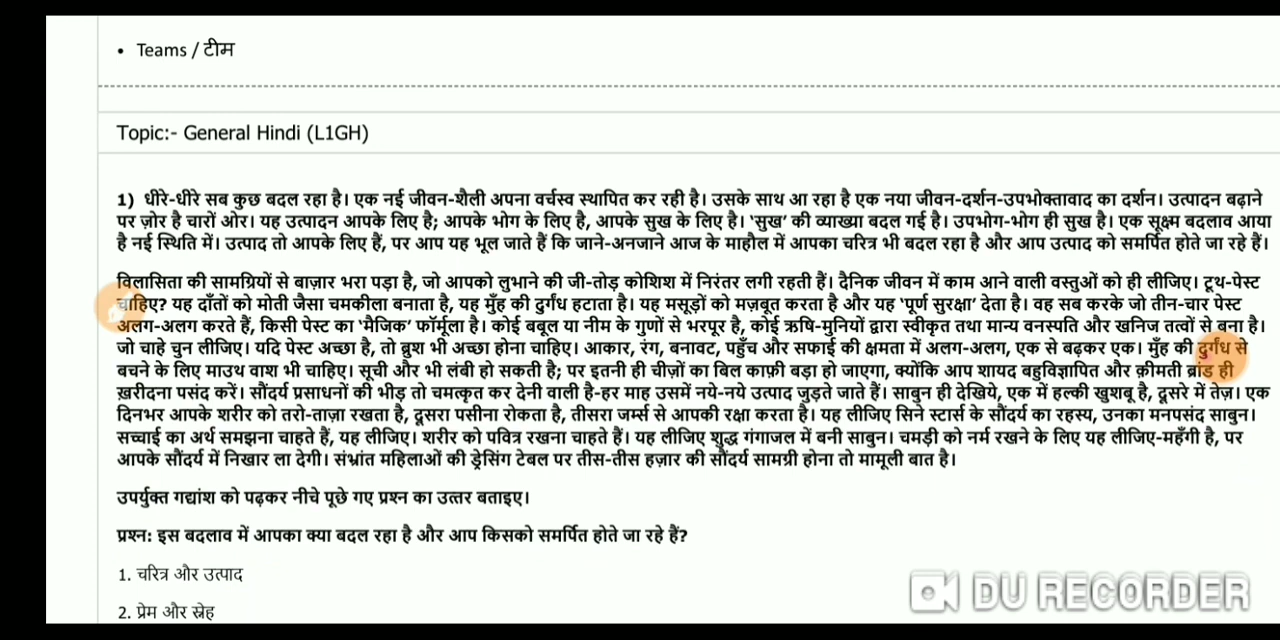 • Teams / टीम
Topic:- General Hindi (L1GH)
1) धीरे-धीरे सब कुछ बदल रहा है। एक नई जीवन-शैली अपना वर्चस्व स्थापित कर रही है। उसके साथ आ रहा है एक नया जीवन-दर्शन-उपभोक्तावाद का दर्शन। उत्पादन बढ़ाने
पर ज़ोर है चारों ओर। यह उत्पादन आपके लिए है; आपके भोग के लिए है, आपके सुख के लिए है। 'सुख' की व्याख्या बदल गई है। उपभोग-भोग ही सुख है। एक सूक्ष्म बदलाव आया
है नई स्थिति में। उत्पाद तो आपके लिए हैं, पर आप यह भूल जाते हैं कि जाने-अनजाने आज के माहौल में आपका चरित्र भी बदल रहा है और आप उत्पाद को समर्पित होते जा रहे हैं।
विलासिता की सामग्रियों से बाज़ार भरा पड़ा है, जो आपको लुभाने की जी-तोड़ कोशिश में निरंतर लगी रहती हैं। दैनिक जीवन में काम आने वाली वस्तुओं को ही लीजिए। टूथ-पेस्ट
चाहिए? यह दाँतों को मोती जैसा चमकीला बनाता है, यह मुँह की दुर्गंध हटाता है। यह मसूड़ों को मज़बूत करता है और यह 'पूर्ण सुरक्षा' देता है। वह सब करके जो तीन-चार पेस्ट
अलग-अलग करते हैं, किसी पेस्ट का 'मैजिक' फॉर्मूला है। कोई बबूल या नीम के गुणों से भरपूर है, कोई ऋषि-मुनियों द्वारा स्वीकृत तथा मान्य वनस्पति और खनिज तत्वों से बना है।
जो चाहे चुन लीजिए। यदि पेस्ट अच्छा है, तो ब्रुश भी अच्छा होना चाहिए। आकार, रंग, बनावट, पहुँच और सफाई की क्षमता में अलग-अलग, एक से बढ़कर एक। मुँह की दुर्गंध से
बचने के लिए माउथ वाश भी चाहिए। सूची और भी लंबी हो सकती है; पर इतनी ही चीज़ों का बिल काफ़ी बड़ा हो जाएगा, क्योंकि आप शायद बहुविज्ञापित और क़ीमती ब्रांड ही
ख़रीदना पसंद करें। सौंदर्य प्रसाधनों की भीड़ तो चमत्कृत कर देनी वाली है-हर माह उसमें नये-नये उत्पाद जुड़ते जाते हैं। साबुन ही देखिये, एक में हल्की खुशबू है, दूसरे में तेज़। एक
दिनभर आपके शरीर को तरो-ताज़ा रखता है, दूसरा पसीना रोकता है, तीसरा जर्म्स से आपकी रक्षा करता है। यह लीजिए सिने स्टार्स के सौंदर्य का रहस्य, उनका मनपसंद साबुन।
सच्चाई का अर्थ समझना चाहते हैं, यह लीजिए। शरीर को पवित्र रखना चाहते हैं। यह लीजिए शुद्ध गंगाजल में बनी साबुन। चमड़ी को नर्म रखने के लिए यह लीजिए-महँगी है, पर
आपके सौंदर्य में निखार ला देगी। संभ्रांत महिलाओं की ड्रेसिंग टेबल पर तीस-तीस हज़ार की सौंदर्य सामग्री होना तो मामूली बात है।
उपर्युक्त गद्यांश को पढ़कर नीचे पूछे गए प्रश्न का उत्तर बताइए।
प्रश्न: इस बदलाव में आपका क्या बदल रहा है और आप किसको समर्पित होते जा रहे हैं?
1. चरित्र और उत्पाद
2. प्रेम और स्नेह
DU RECORDER